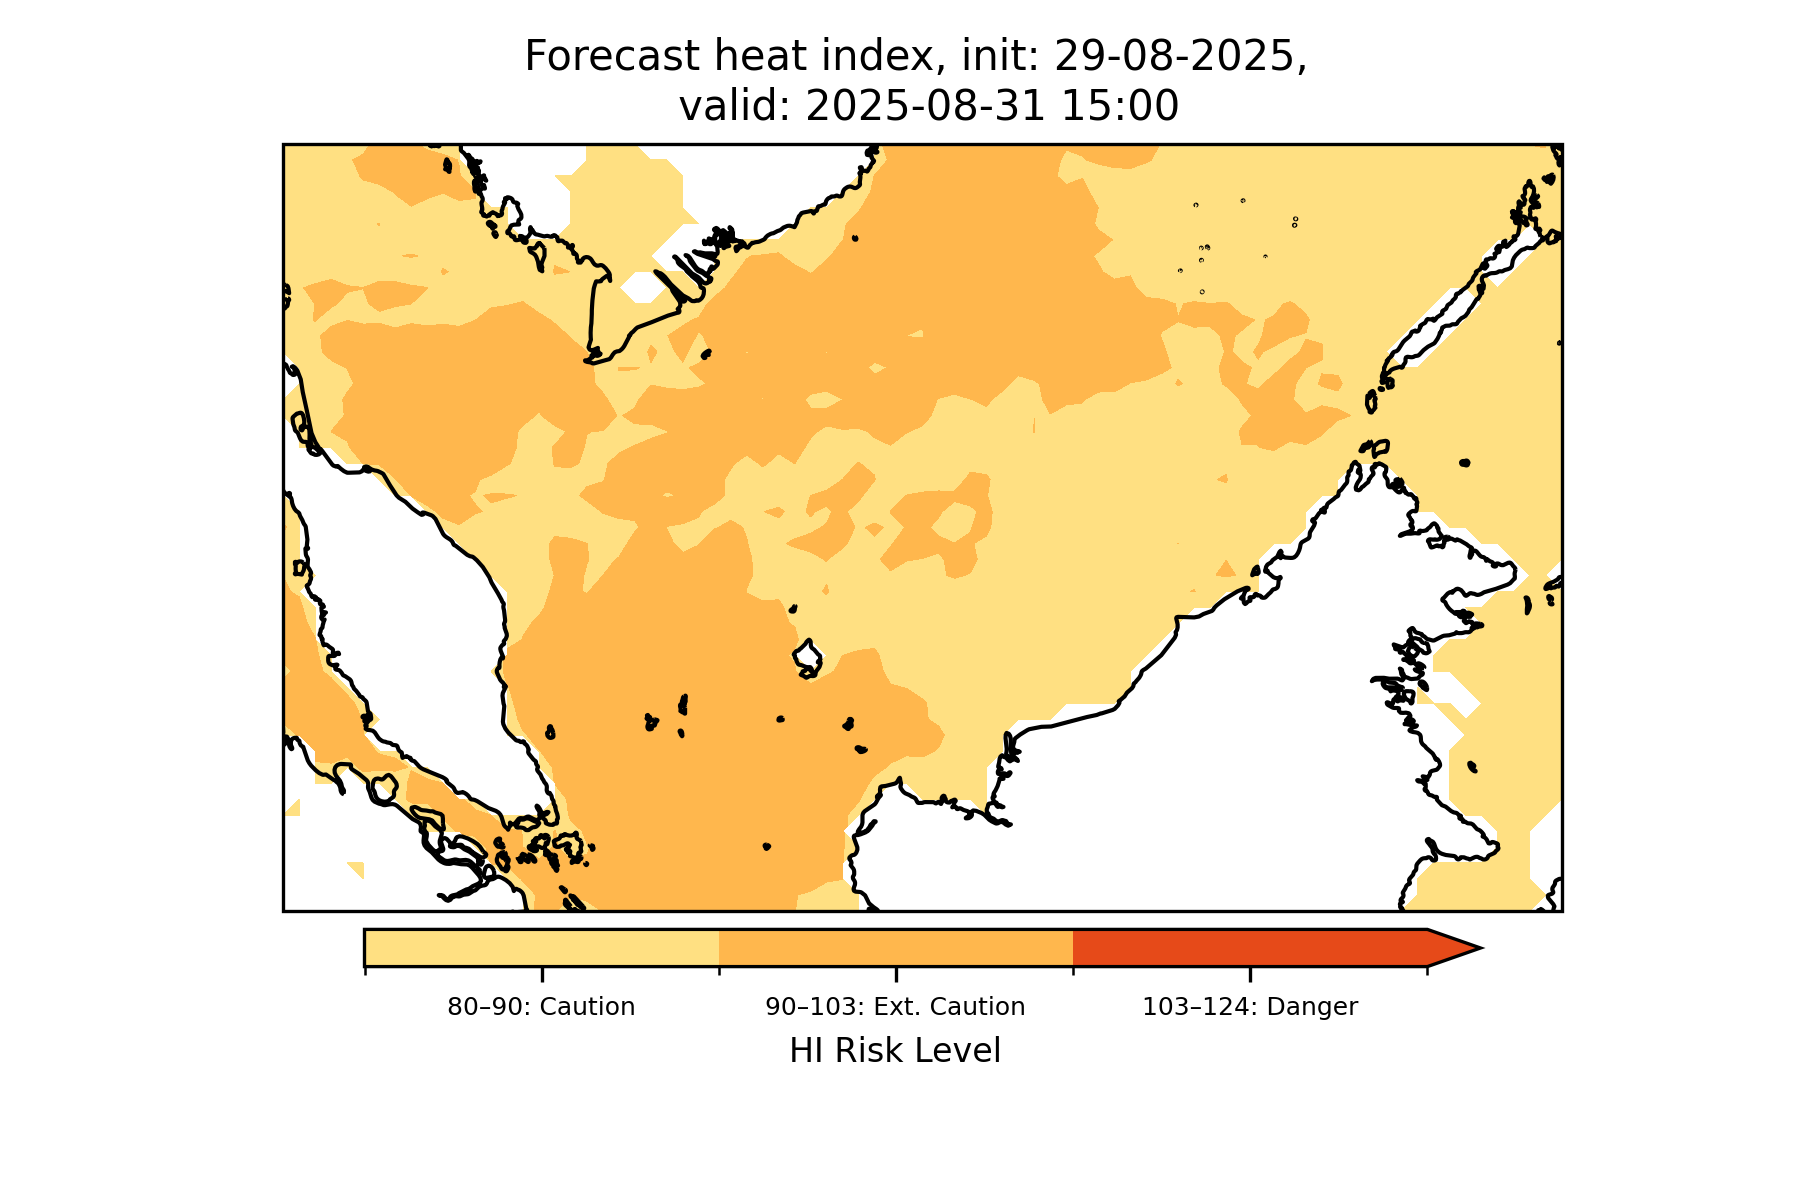 Forecast heat index, init: 29-08-2025,
valid: 2025-08-31 15:00
80–90: Caution
90–103: Ext. Caution
103–124: Danger
HI Risk Level